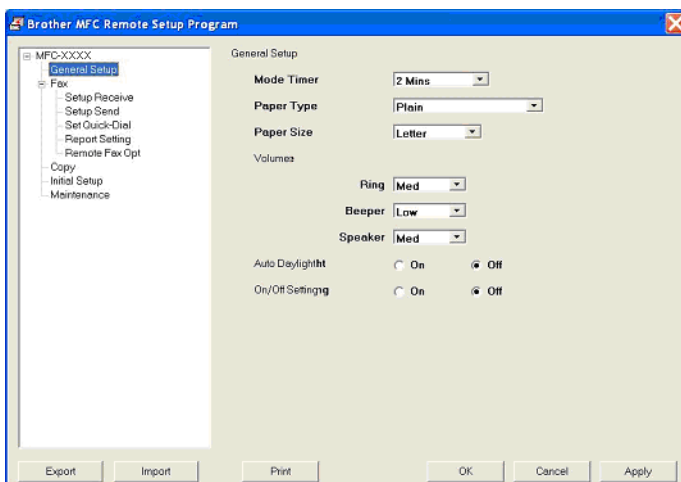 Brother MFC Remote Setup Program
MFC-XXXX
General Setup
Fax
Setup Receive
Setup Send
Set Quick-Dial
Report Setting
Remote Fax Opt
Copy
Initial Setup
Maintenance
General Setup
Mode Timer 2 Mins
Paper Type Plain
Paper Size Letter
Volumes
Ring Med
Beeper Low
Speaker Med
Auto Daylightht On Off
On/Off Settingng On Off
Export Import Print OK Cancel Apply